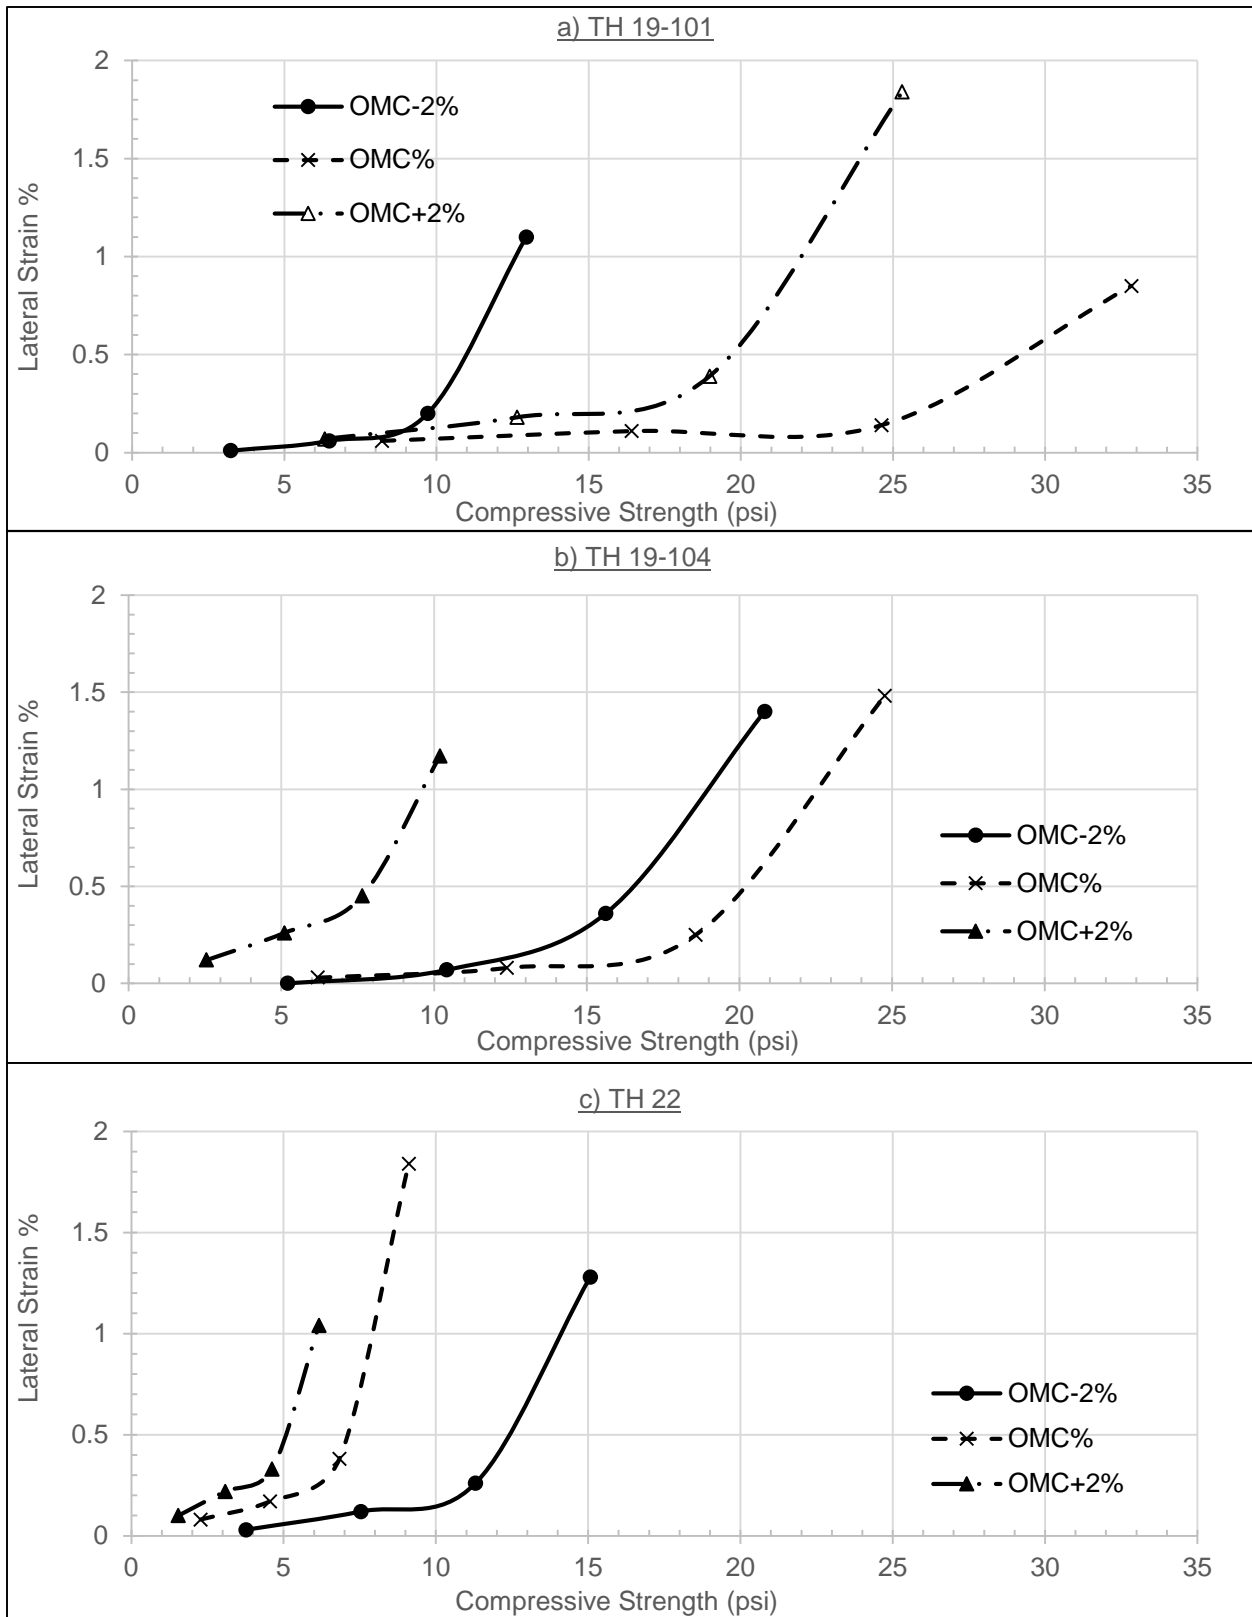 a) TH 19-101
2
1.5
1
0.5
0
Lateral Strain %
OMC-2%
OMC%
OMC+2%
0 5 10 15 20 25 30 35
Compressive Strength (psi)
b) TH 19-104
2
1.5
1
0.5
0
Lateral Strain %
OMC-2%
OMC%
OMC+2%
0 5 10 15 20 25 30 35
Compressive Strength (psi)
c) TH 22
2
1.5
1
0.5
0
Lateral Strain %
OMC-2%
OMC%
OMC+2%
0 5 10 15 20 25 30 35
Compressive Strength (psi)